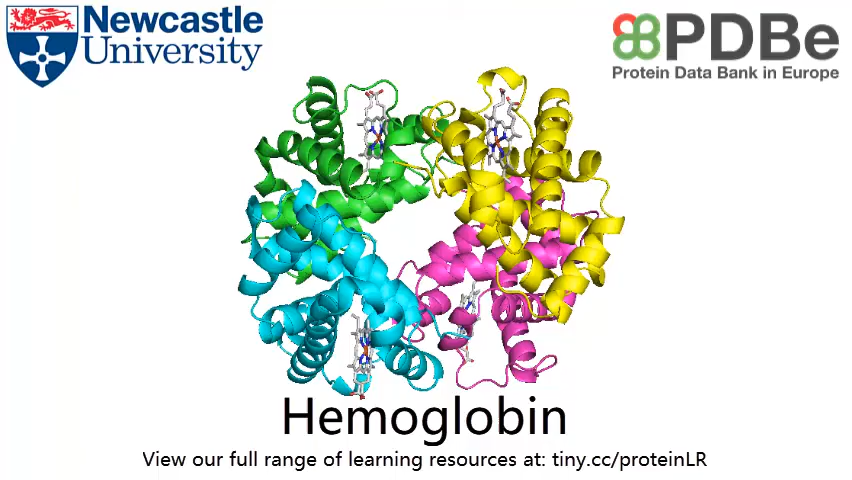 Newcastle
University
PDBe
Protein Data Bank in Europe
Hemoglobin
View our full range of learning resources at: tiny.cc/proteinLR